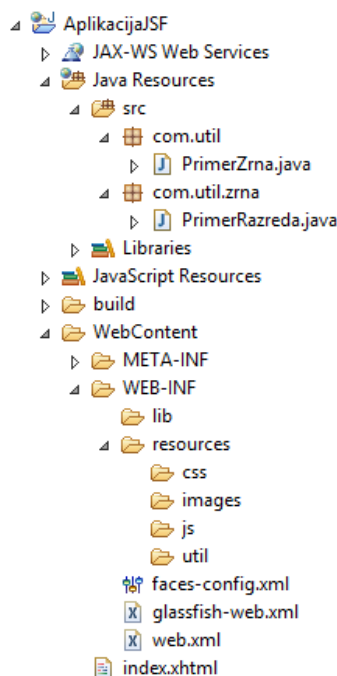 AplikacijaJSF
JAX-WS Web Services
Java Resources
src
com.util
PrimerZrna.java
com.util.zrna
PrimerRazreda.java
Libraries
JavaScript Resources
build
WebContent
META-INF
WEB-INF
lib
resources
css
images
js
util
faces-config.xml
glassfish-web.xml
web.xml
index.xhtml